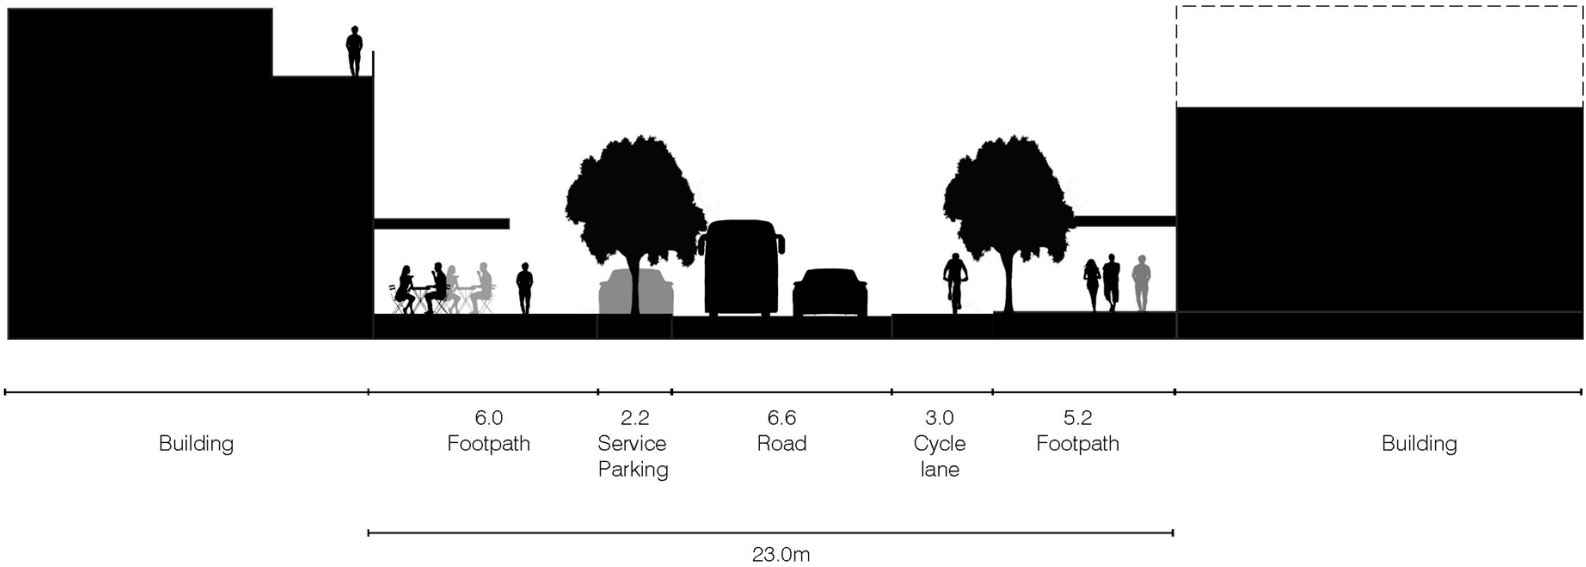 6.0
2.2
6.6
3.0
5.2
Building
Footpath
Service
Parking
Road
Cycle
lane
Footpath
Building
23.0m